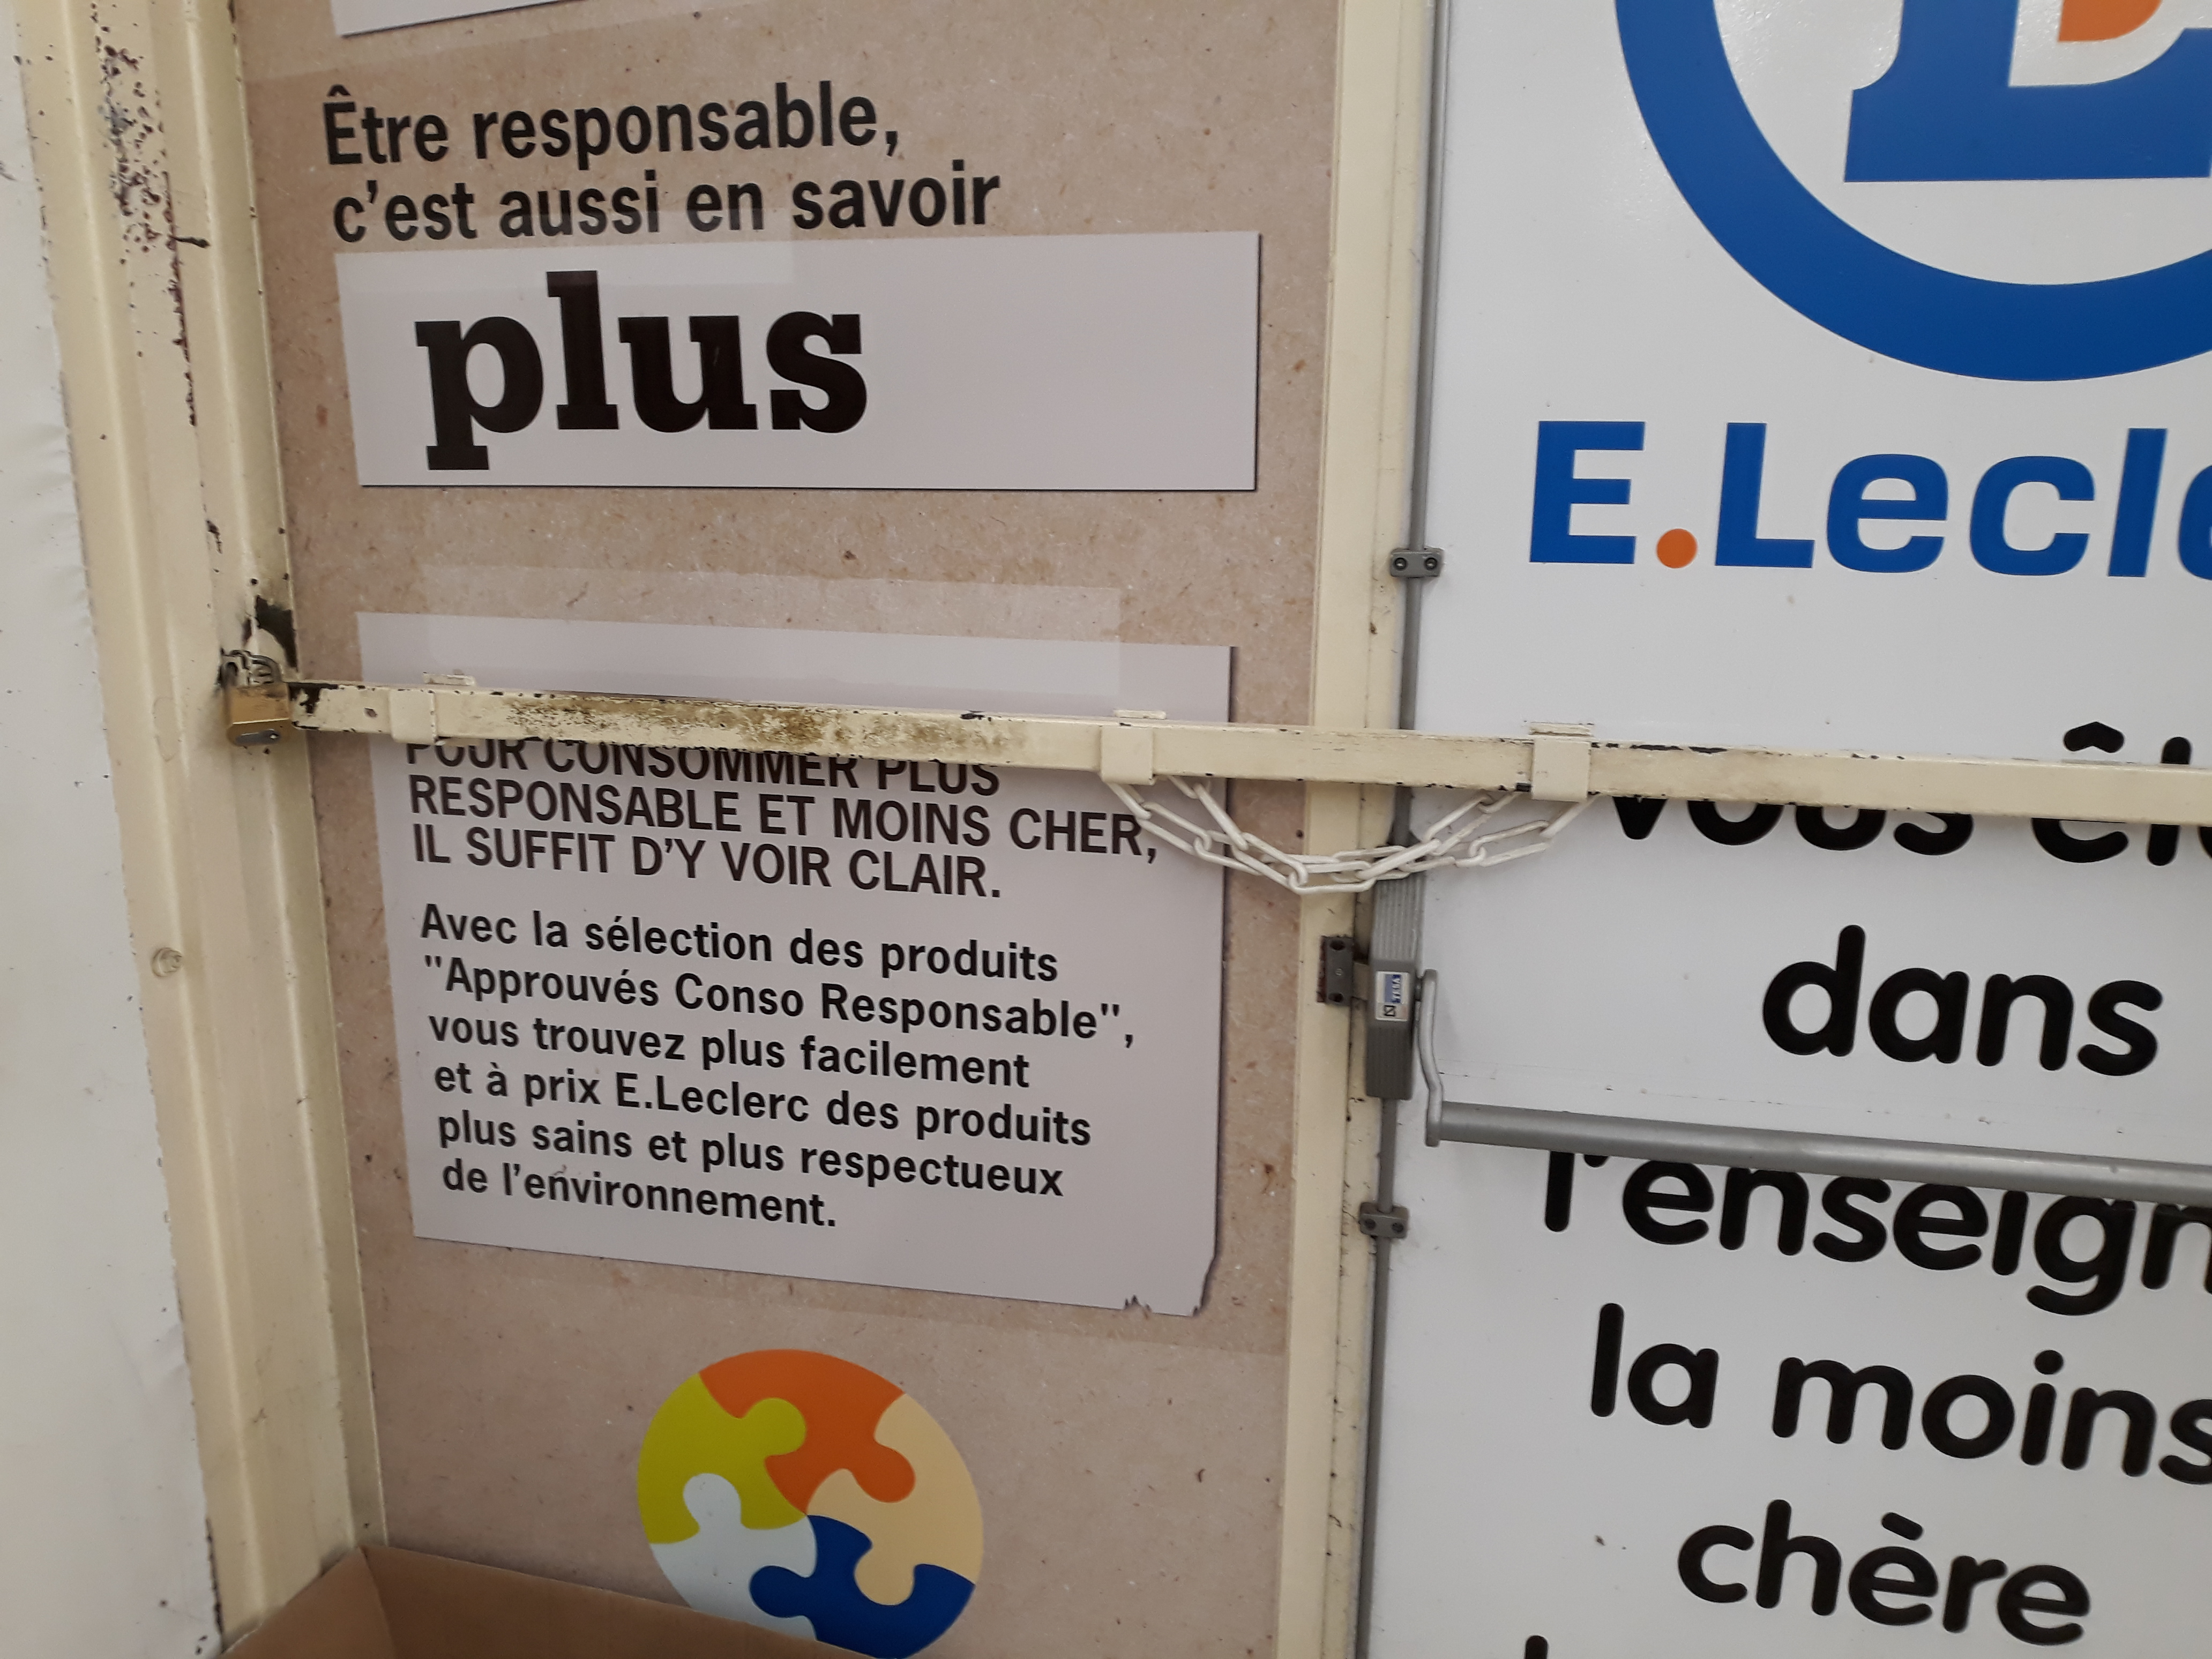 Être responsable,
c'est aussi en savoir
plus
POUR CONSOMMER PLUS
RESPONSABLE ET MOINS CHER,
IL SUFFIT D'Y VOIR CLAIR.
Avec la sélection des produits
"Approuvés Conso Responsable",
vous trouvez plus facilement
et à prix E.Leclerc des produits
plus sains et plus respectueux
de l'environnement.
E.Lecl
vous
dans
l'enseign
la moins
chère